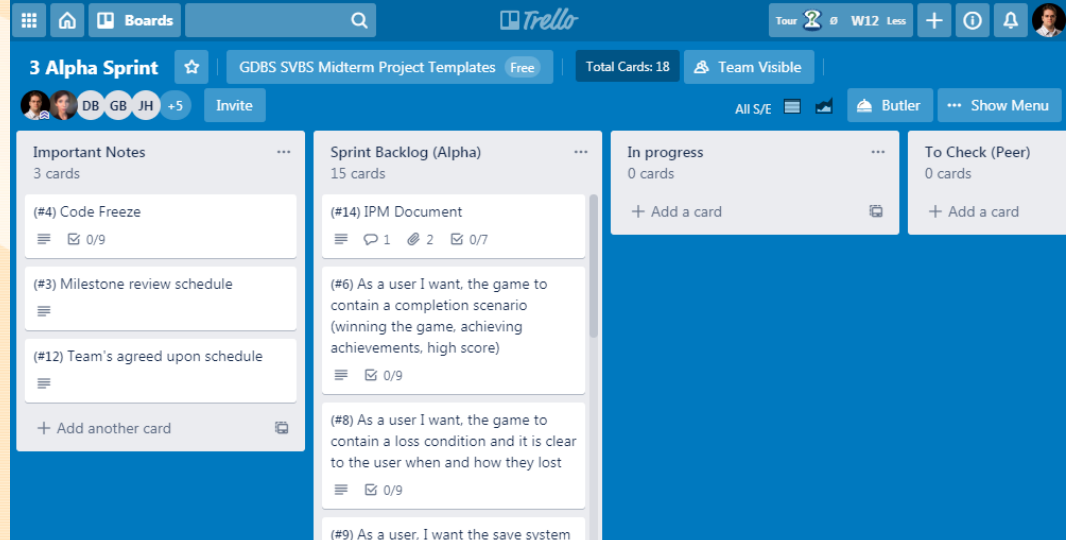 Boards
Trello
Tour Ø W12 Less
3 Alpha Sprint
GDBS SVBS Midterm Project Templates Free
Total Cards: 18
Team Visible
DB GB JH +5 Invite
All S/E
Butler
... Show Menu
Important Notes ...
3 cards
(#4) Code Freeze
0/9
(#3) Milestone review schedule
(#12) Team's agreed upon schedule
+ Add another card
Sprint Backlog (Alpha) ...
15 cards
(#14) IPM Document
1 2 0/7
(#6) As a user I want, the game to
contain a completion scenario
(winning the game, achieving
achievements, high score)
0/9
(#8) As a user I want, the game to
contain a loss condition and it is clear
to the user when and how they lost
0/9
(#9) As a user, I want the save system
In progress ...
0 cards
+ Add a card
To Check (Peer)
0 cards
+ Add a card